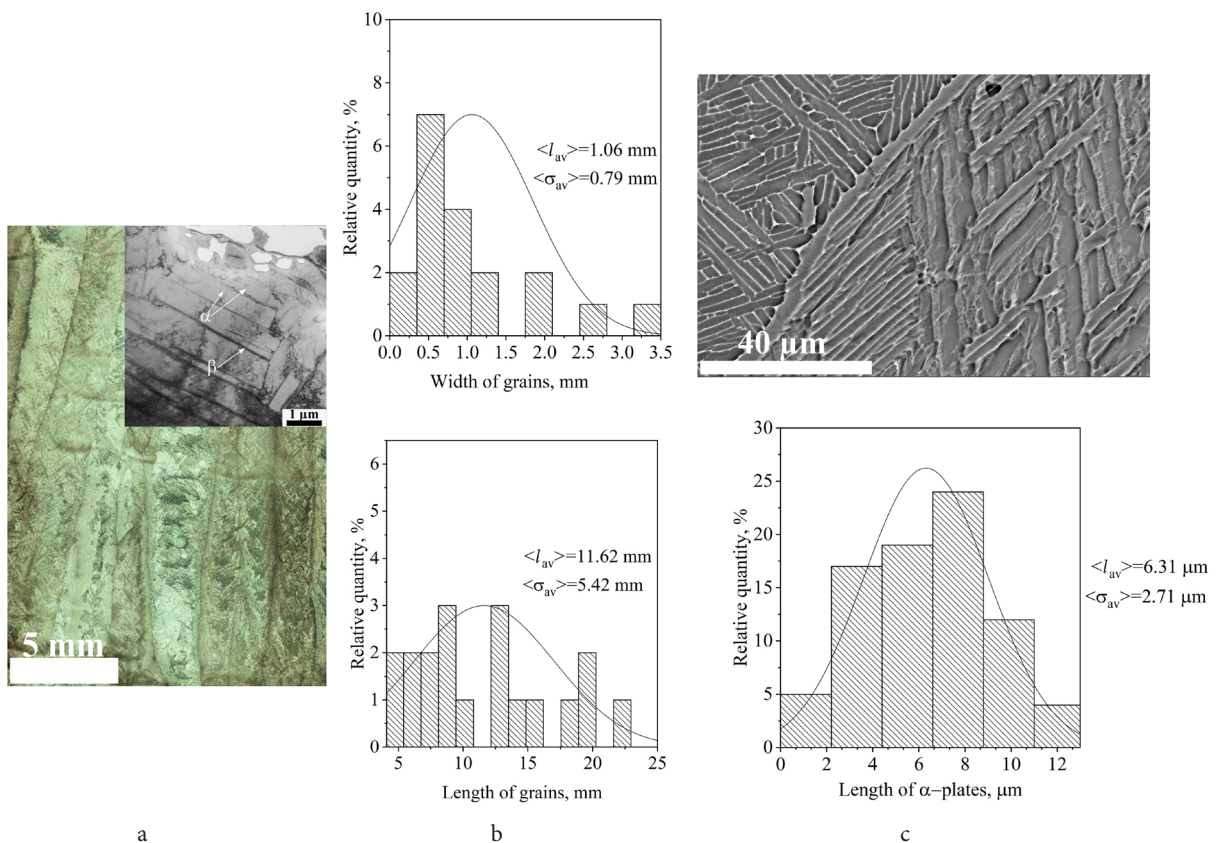 α
β
1 μm
5 mm
10
8
6
4
2
0
Relative quantity, %
<l_av>=1.06 mm
<σ_av>=0.79 mm
0.0 0.5 1.0 1.5 2.0 2.5 3.0 3.5
Width of grains, mm
40 μm
6
5
4
3
2
1
0
Relative quantity, %
<l_av>=11.62 mm
<σ_av>=5.42 mm
5 10 15 20 25
Length of grains, mm
30
25
20
15
10
5
0
Relative quantity, %
<l_av>=6.31 μm
<σ_av>=2.71 μm
0 2 4 6 8 10 12
Length of α–plates, μm
a b c